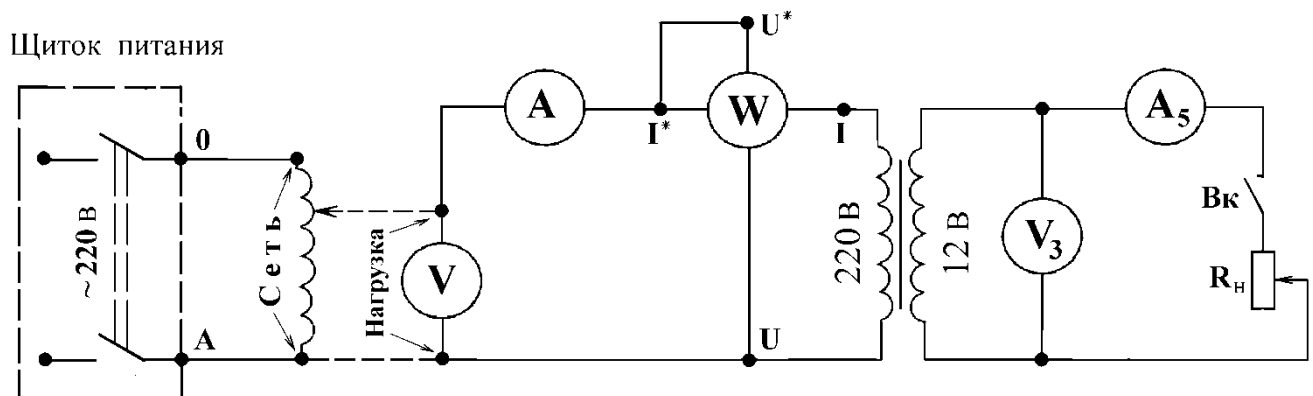 Щиток питания
U*
A
W
A₅
I*
I
0
~220 В
Сеть
Нагрузка
V
220 В
12 В
V₃
Вк
Rн
A
U